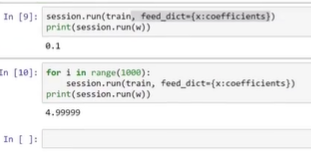 In [9]: session.run(train, feed_dict={x:coefficients})
print(session.run(w))
0.1
In [10]: for i in range(1000):
session.run(train, feed_dict={x:coefficients})
print(session.run(w))
4.99999
In [ ]: